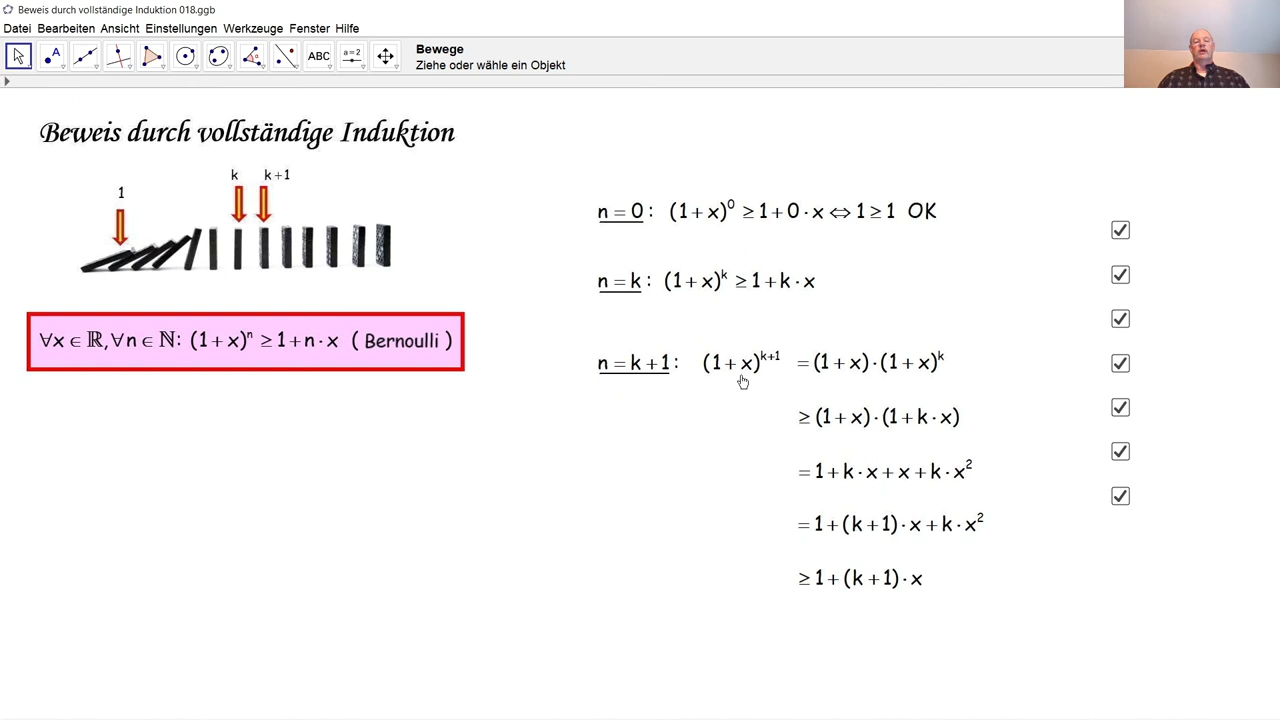 Beweis durch vollständige Induktion 018.ggb
Datei Bearbeiten Ansicht Einstellungen Werkzeuge Fenster Hilfe
A ABC a=2 Bewege
Ziehe oder wähle ein Objekt
Beweis durch vollständige Induktion
1 k k+1
∀x ∈ ℝ, ∀n ∈ ℕ: (1+x)ⁿ ≥ 1+n·x ( Bernoulli )
n = 0 : (1+x)⁰ ≥ 1+0·x ⇔ 1 ≥ 1 OK
n = k : (1+x)ᵏ ≥ 1+k·x
n = k+1 : (1+x)ᵏ⁺¹ = (1+x)·(1+x)ᵏ
≥ (1+x)·(1+k·x)
= 1+k·x+x+k·x²
= 1+(k+1)·x+k·x²
≥ 1+(k+1)·x